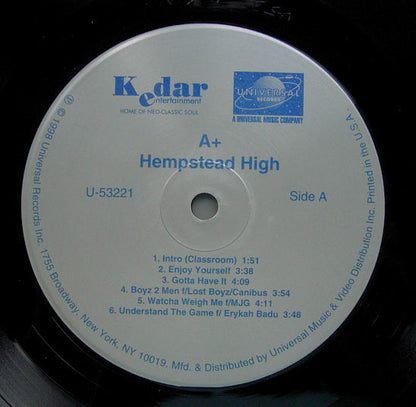 Kedar
entertainment
HOME OF NEO-CLASSIC SOUL
UNIVERSAL
RECORDS
A UNIVERSAL MUSIC COMPANY
A+
Hempstead High
U-53221
Side A
1. Intro (Classroom) 1:51
2. Enjoy Yourself 3:38
3. Gotta Have It 4:09
4. Boyz 2 Men f/Lost Boyz/Canibus 3:54
5. Watcha Weigh Me f/MJG 4:11
6. Understand The Game f/ Erykah Badu 3:48
℗ © 1998 Universal Records Inc. 1755 Broadway. New York, NY 10019. Mfd. & Distributed by Universal Music & Video Distribution Inc. Printed in the U.S.A.